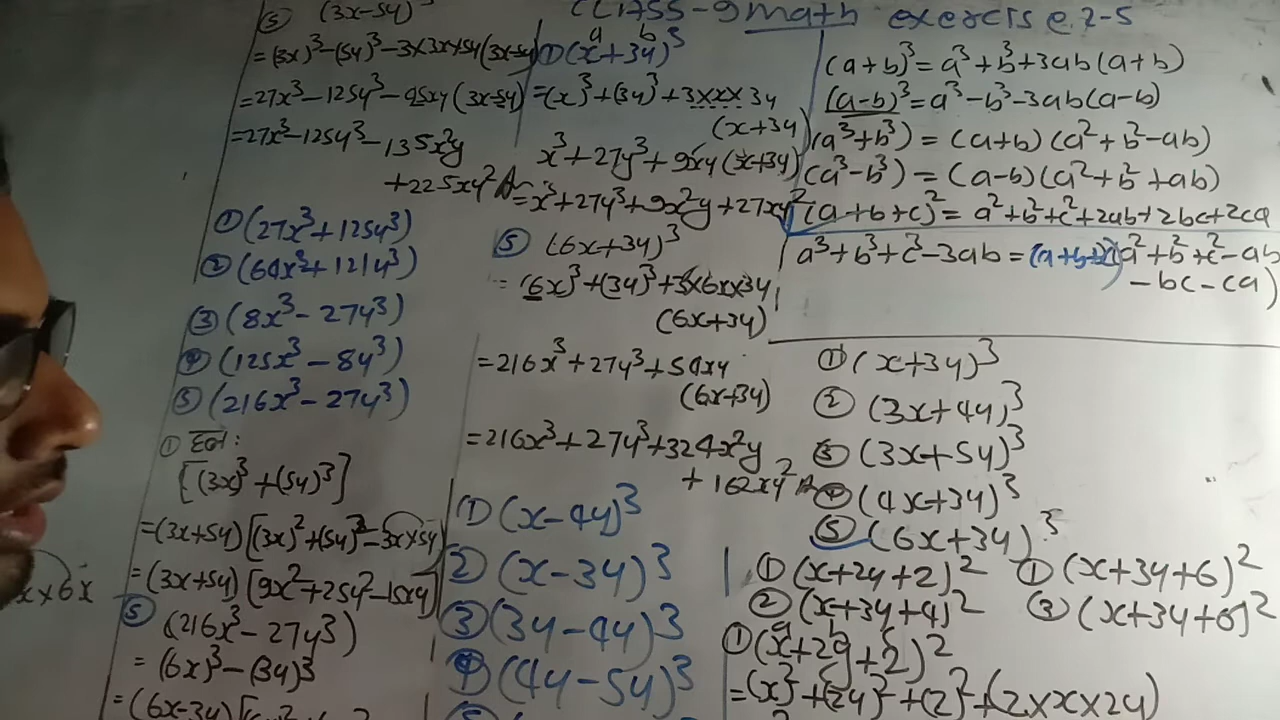 CLASS-9 math exercise 2-5
⑤ (3x-5y)³
= (3x)³-(5y)³-3×3x×5y(3x-5y)
=27x³-125y³-45xy(3x-5y)
=27x³-125y³-135x²y
+225xy² A
① (27x³+125y³)
② (64x³+121y³)
③ (8x³-27y³)
④ (125x³-8y³)
⑤ (216x³-27y³)
① हल:
[(3x)³+(5y)³]
=(3x+5y)[(3x)²+(5y)²-3x×5y]
=(3x+5y)[9x²+25y²-15xy]
⑤ (216x³-27y³)
= (6x)³-(3y)³
=(6x-3y)
x×6x
a b
① (x+3y)³
=(x)³+(3y)³+3×x×3y
(x+3y)
x³+27y³+9xy(x+3y)
=x³+27y³+9x²y+27xy²
⑤ (6x+3y)³
= (6x)³+(3y)³+3×6x×3y
(6x+3y)
=216x³+27y³+54xy
(6x+3y)
=216x³+27y³+324x²y
+162xy² A
① (x-4y)³
② (x-3y)³
③ (3y-4y)³
④ (4y-5y)³
(a+b)³=a³+b³+3ab(a+b)
(a-b)³=a³-b³-3ab(a-b)
(a³+b³)=(a+b)(a²+b²-ab)
(a³-b³)=(a-b)(a²+b²+ab)
(a+b+c)²=a²+b²+c²+2ab+2bc+2ca
a³+b³+c³-3ab=(a+b+c)(a²+b²+c²-ab
-bc-ca)
① (x+3y)³
② (3x+4y)³
③ (3x+5y)³
④ (4x+3y)³
⑤ (6x+3y)³
① (x+2y+2)² ① (x+3y+6)²
② (x+3y+4)² ③ (x+3y+6)²
a b c
① (x+2y+2)²
=(x)²+(2y)²+(2)²+(2×x×2y)